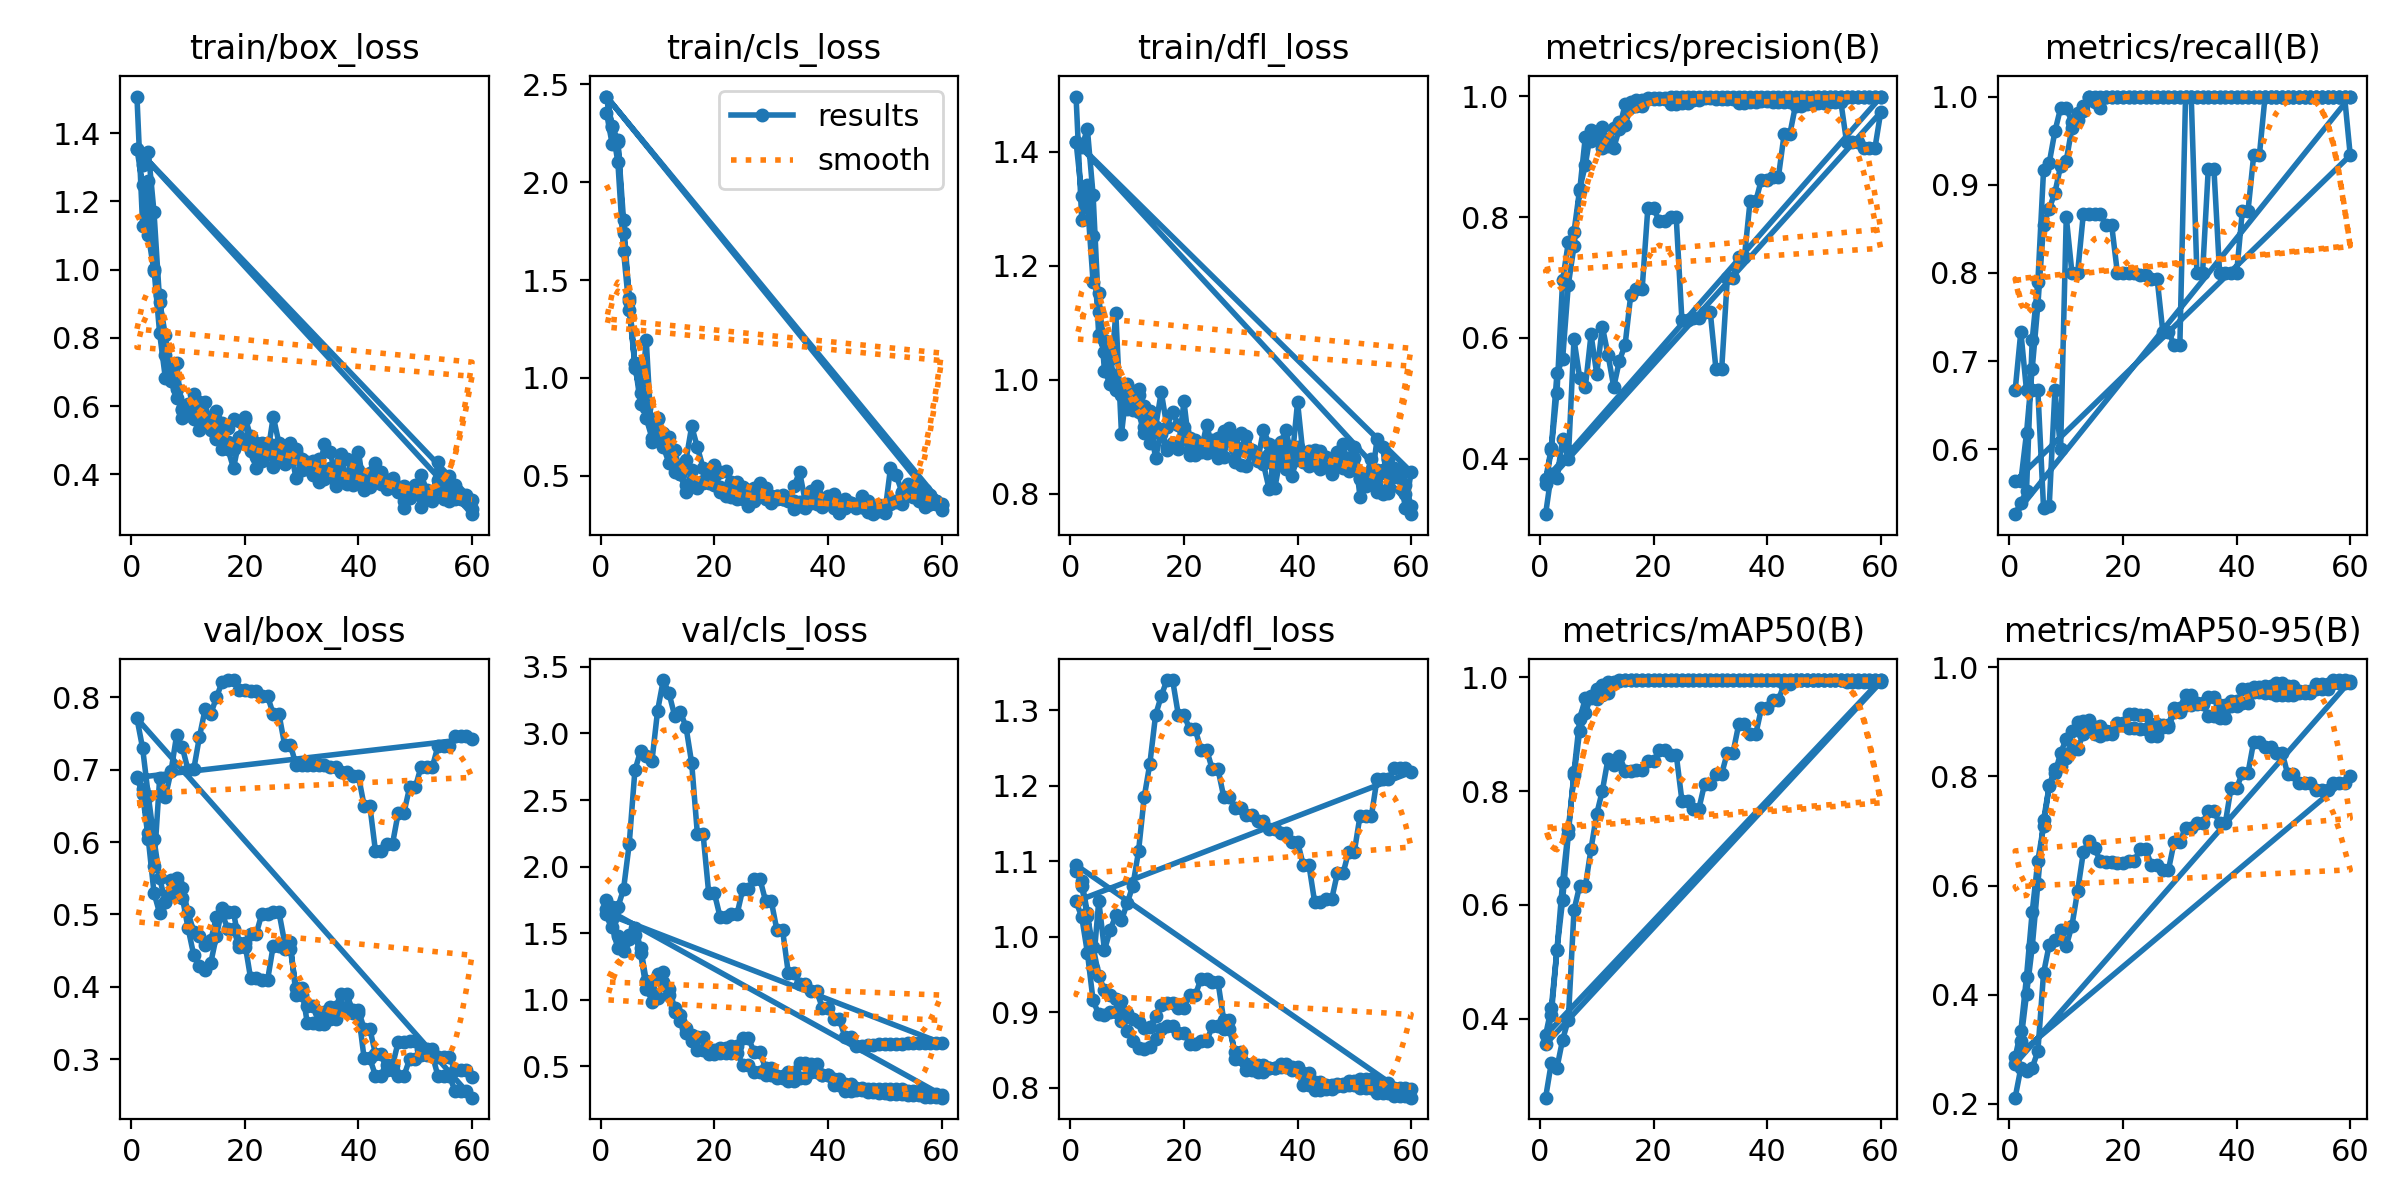 train/box_loss
train/cls_loss
train/dfl_loss
metrics/precision(B)
metrics/recall(B)
results
smooth
1.4
1.2
1.0
0.8
0.6
0.4
0 20 40 60
2.5
2.0
1.5
1.0
0.5
0 20 40 60
1.4
1.2
1.0
0.8
0 20 40 60
1.0
0.8
0.6
0.4
0 20 40 60
1.0
0.9
0.8
0.7
0.6
0 20 40 60
val/box_loss
val/cls_loss
val/dfl_loss
metrics/mAP50(B)
metrics/mAP50-95(B)
0.8
0.7
0.6
0.5
0.4
0.3
0 20 40 60
3.5
3.0
2.5
2.0
1.5
1.0
0.5
0 20 40 60
1.3
1.2
1.1
1.0
0.9
0.8
0 20 40 60
1.0
0.8
0.6
0.4
0 20 40 60
1.0
0.8
0.6
0.4
0.2
0 20 40 60